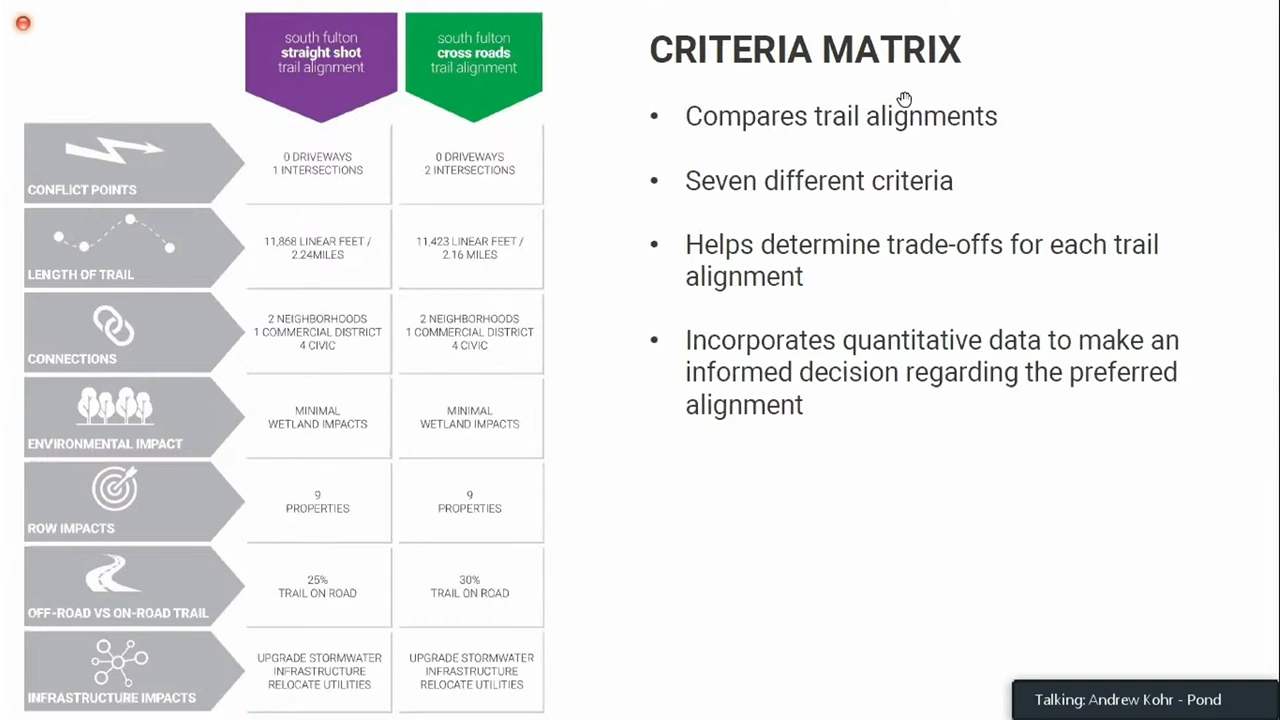 south fulton
straight shot
trail alignment
south fulton
cross roads
trail alignment
CONFLICT POINTS
0 DRIVEWAYS
1 INTERSECTIONS
0 DRIVEWAYS
2 INTERSECTIONS
LENGTH OF TRAIL
11,868 LINEAR FEET /
2.24MILES
11,423 LINEAR FEET /
2.16 MILES
CONNECTIONS
2 NEIGHBORHOODS
1 COMMERCIAL DISTRICT
4 CIVIC
2 NEIGHBORHOODS
1 COMMERCIAL DISTRICT
4 CIVIC
ENVIRONMENTAL IMPACT
MINIMAL
WETLAND IMPACTS
MINIMAL
WETLAND IMPACTS
ROW IMPACTS
9
PROPERTIES
9
PROPERTIES
OFF-ROAD VS ON-ROAD TRAIL
25%
TRAIL ON ROAD
30%
TRAIL ON ROAD
INFRASTRUCTURE IMPACTS
UPGRADE STORMWATER
INFRASTRUCTURE
RELOCATE UTILITIES
UPGRADE STORMWATER
INFRASTRUCTURE
RELOCATE UTILITIES
CRITERIA MATRIX
• Compares trail alignments
• Seven different criteria
• Helps determine trade-offs for each trail
alignment
• Incorporates quantitative data to make an
informed decision regarding the preferred
alignment
Talking: Andrew Kohr - Pond